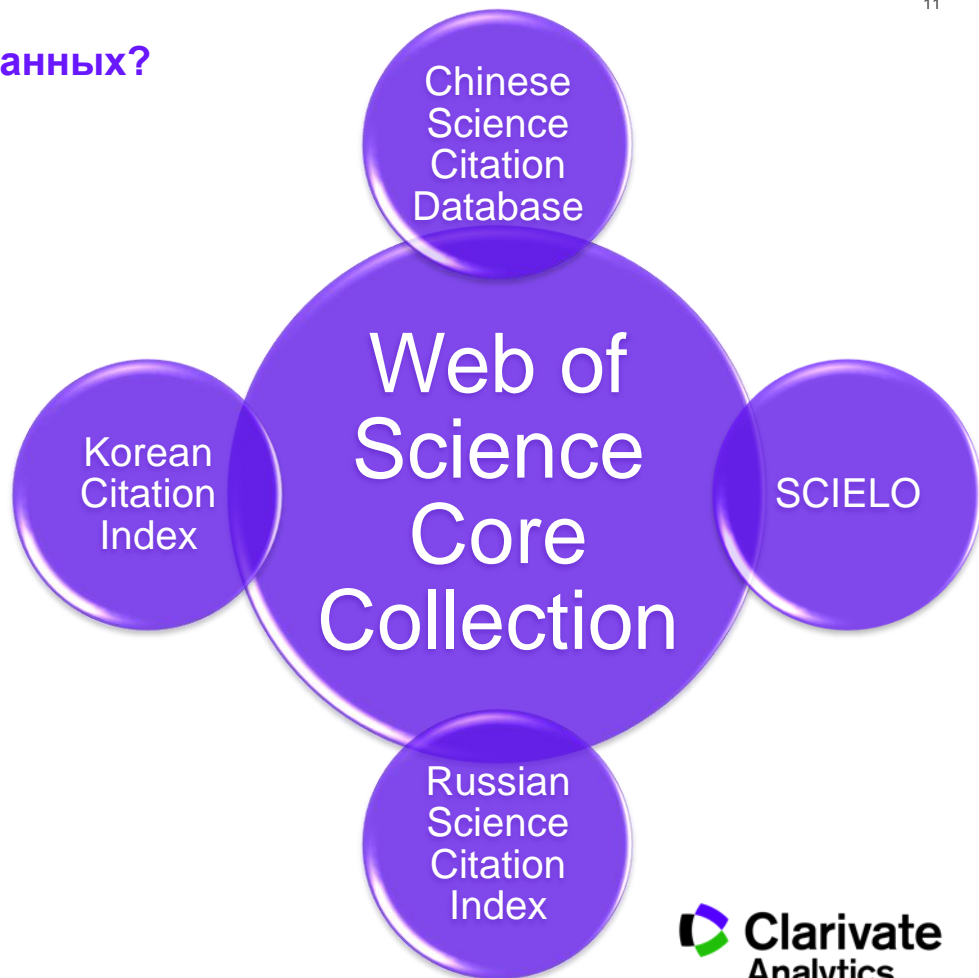 11
анных?
Chinese
Science
Citation
Database
Web of
Science
Core
Collection
Korean
Citation
Index
SCIELO
Russian
Science
Citation
Index
Clarivate
Analytics